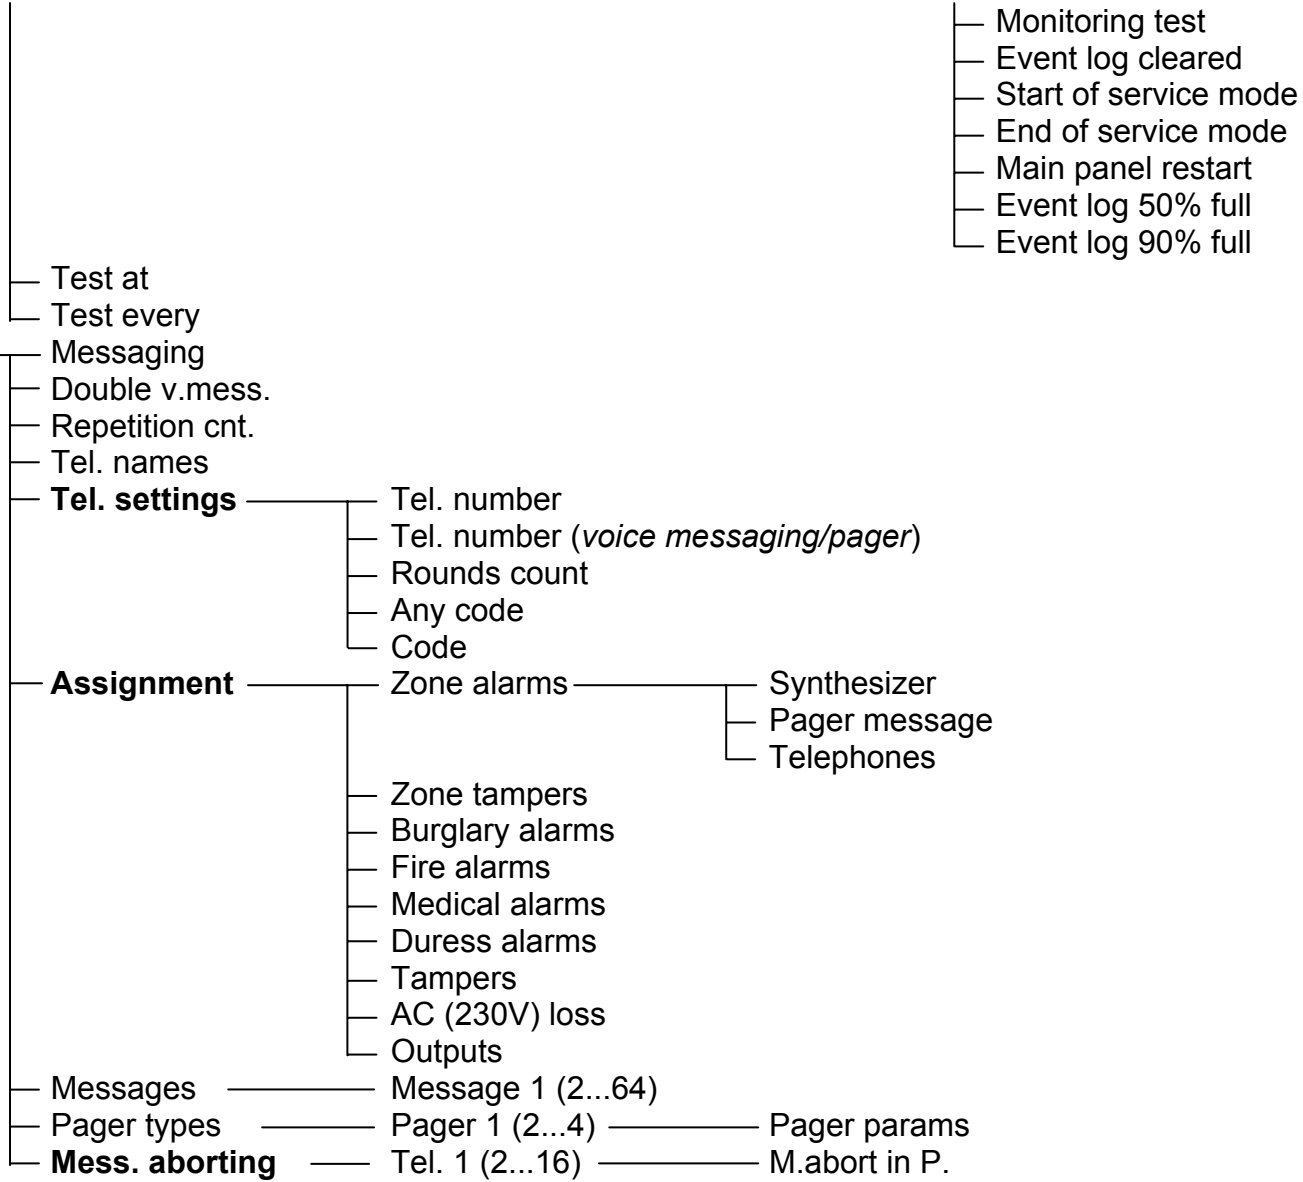 Monitoring test
Event log cleared
Start of service mode
End of service mode
Main panel restart
Event log 50% full
Event log 90% full
Test at
Test every
Messaging
Double v.mess.
Repetition cnt.
Tel. names
Tel. settings Tel. number
Tel. number (voice messaging/pager)
Rounds count
Any code
Code
Assignment Zone alarms Synthesizer
Pager message
Telephones
Zone tampers
Burglary alarms
Fire alarms
Medical alarms
Duress alarms
Tampers
AC (230V) loss
Outputs
Messages Message 1 (2...64)
Pager types Pager 1 (2...4) Pager params
Mess. aborting Tel. 1 (2...16) M.abort in P.